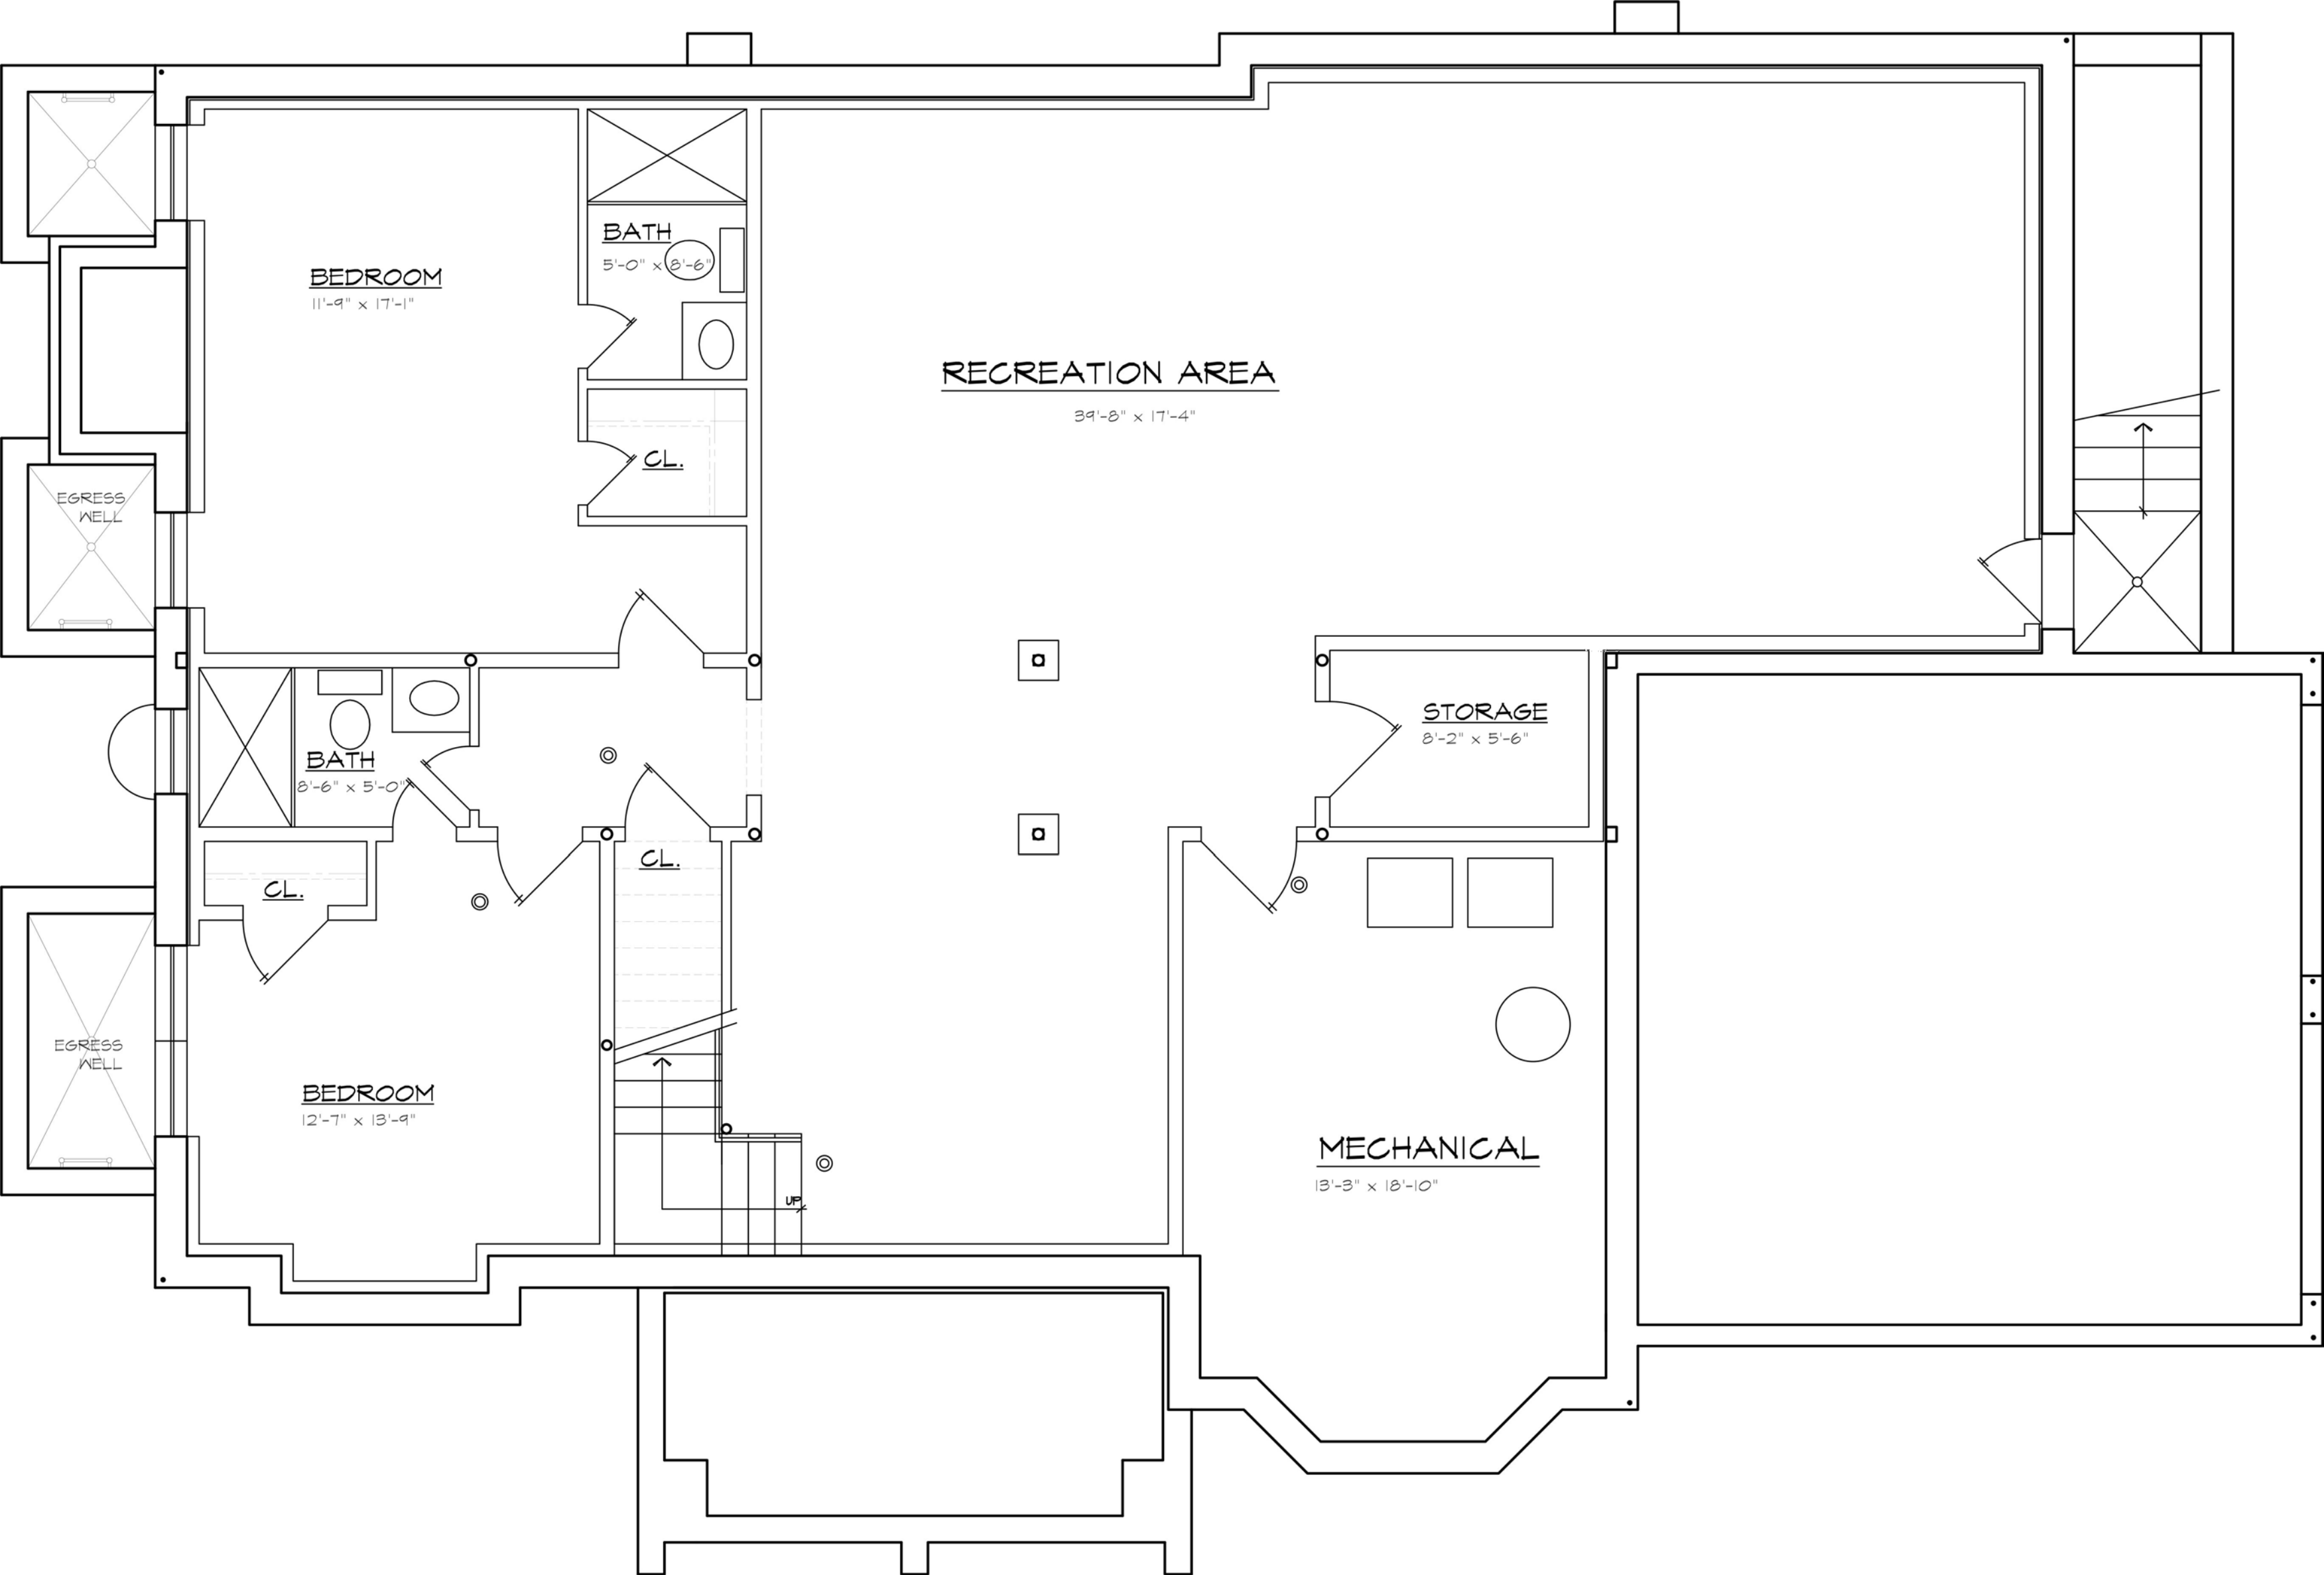 BATH
5'-0" x 8'-6"
BEDROOM
11'-9" x 17'-1"
RECREATION AREA
39'-8" x 17'-4"
CL.
EGRESS
WELL
STORAGE
8'-2" x 5'-6"
BATH
8'-6" x 5'-0"
CL.
CL.
EGRESS
WELL
BEDROOM
12'-7" x 13'-9"
MECHANICAL
13'-3" x 18'-10"
UP